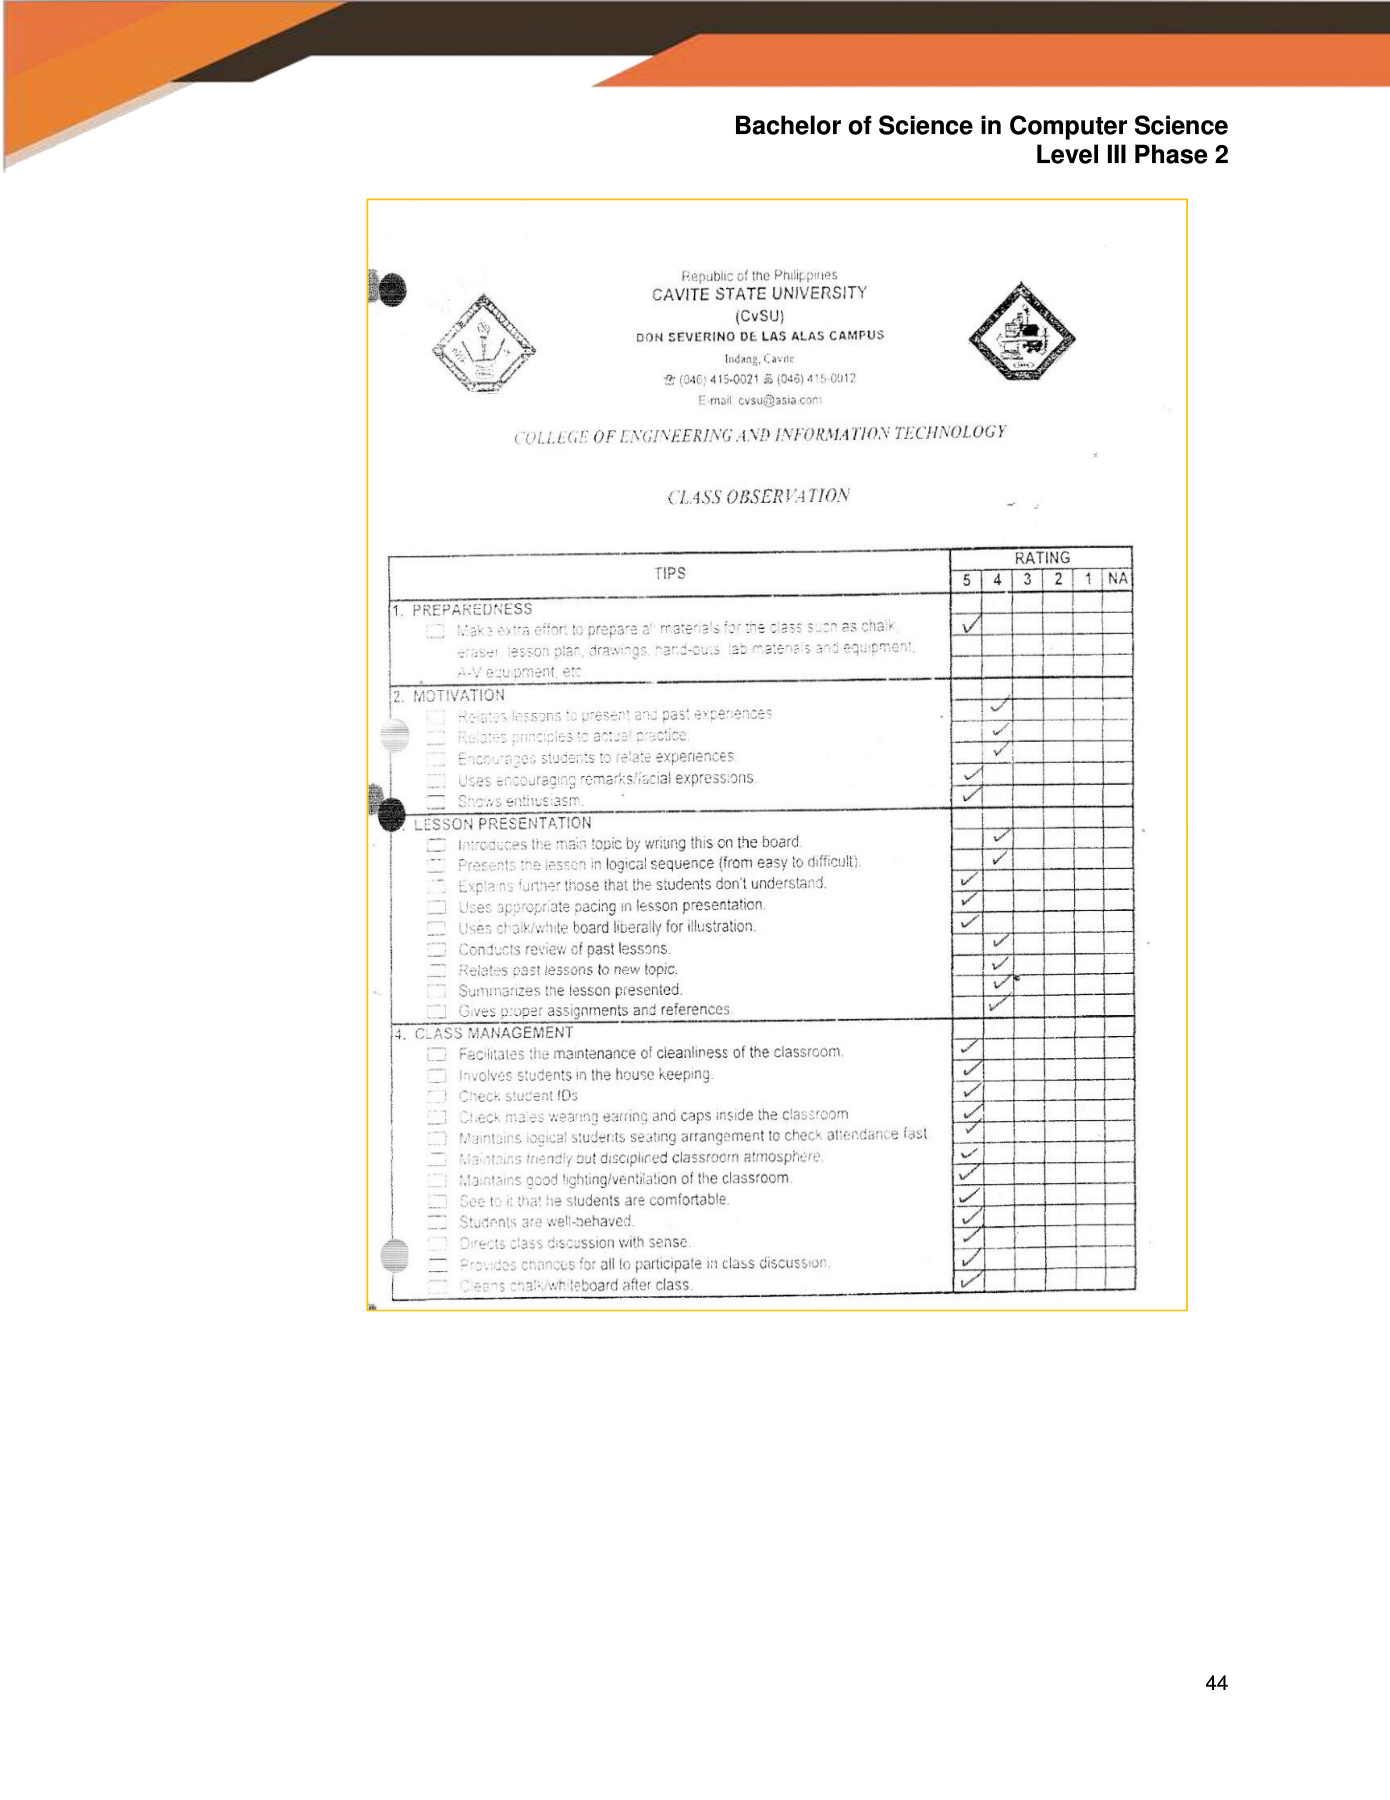 Bachelor of Science in Computer Science
Level III Phase 2
Republic of the Philippines
CAVITE STATE UNIVERSITY
(CvSU)
DON SEVERINO DE LAS ALAS CAMPUS
Indang, Cavite
☎ (046) 415-0021 (046) 415-0012
E-mail: cvsu@asia.com
COLLEGE OF ENGINEERING AND INFORMATION TECHNOLOGY
CLASS OBSERVATION
TIPS
RATING
5 4 3 2 1 NA
1. PREPAREDNESS
Make extra effort to prepare all materials for the class such as chalk, ✓
eraser, lesson plan, drawings, hand-outs, lab materials and equipment,
A-V equipment, etc
2. MOTIVATION
Relates lessons to present and past experiences ✓
Relates principles to actual practice. ✓
Encourages students to relate experiences. ✓
Uses encouraging remarks/facial expressions. ✓
Shows enthusiasm. ✓
LESSON PRESENTATION
Introduces the main topic by writing this on the board. ✓
Presents the lesson in logical sequence (from easy to difficult). ✓
Explains further those that the students don't understand. ✓
Uses appropriate pacing in lesson presentation. ✓
Uses chalk/white board liberally for illustration. ✓
Conducts review of past lessons. ✓
Relates past lessons to new topic. ✓
Summarizes the lesson presented. ✓
Gives proper assignments and references. ✓
4. CLASS MANAGEMENT
Facilitates the maintenance of cleanliness of the classroom. ✓
Involves students in the house keeping. ✓
Check student IDs ✓
Check males wearing earring and caps inside the classroom ✓
Maintains logical students seating arrangement to check attendance fast ✓
Maintains friendly but disciplined classroom atmosphere. ✓
Maintains good lighting/ventilation of the classroom. ✓
See to it that he students are comfortable. ✓
Students are well-behaved. ✓
Directs class discussion with sense. ✓
Provides chances for all to participate in class discussion. ✓
Cleans chalk/whiteboard after class. ✓
44